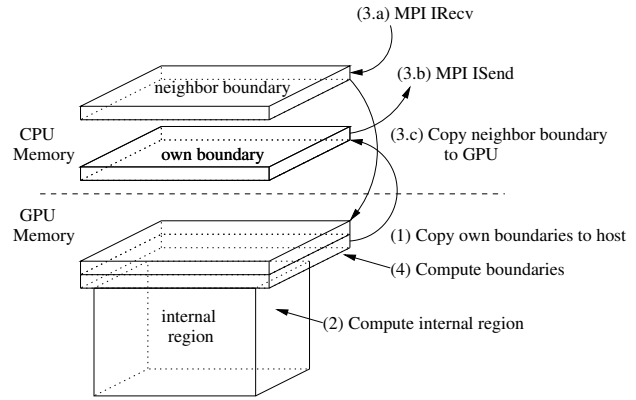 (3.a) MPI IRecv
neighbor boundary
(3.b) MPI ISend
CPU
Memory
own boundary
(3.c) Copy neighbor boundary
to GPU
GPU
Memory
(1) Copy own boundaries to host
(4) Compute boundaries
internal
region
(2) Compute internal region